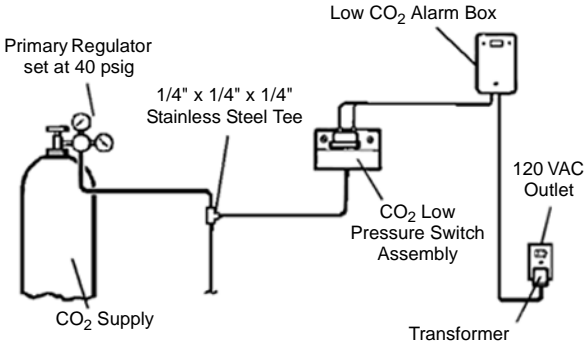 Low CO₂ Alarm Box
Primary Regulator
set at 40 psig
1/4" x 1/4" x 1/4"
Stainless Steel Tee
120 VAC
Outlet
CO₂ Low
Pressure Switch
Assembly
CO₂ Supply
Transformer